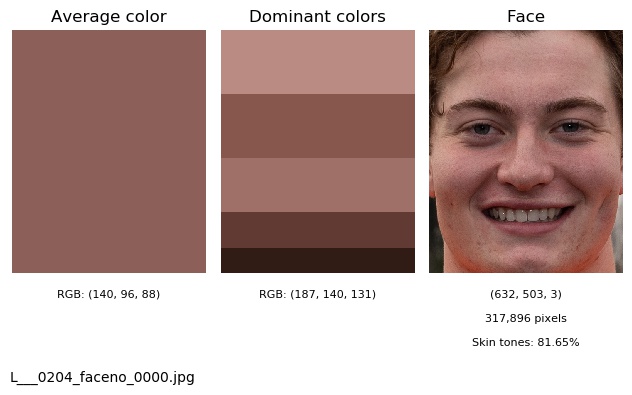 Average color
Dominant colors
Face
RGB: (140, 96, 88)
RGB: (187, 140, 131)
(632, 503, 3)
317,896 pixels
Skin tones: 81.65%
L___0204_faceno_0000.jpg